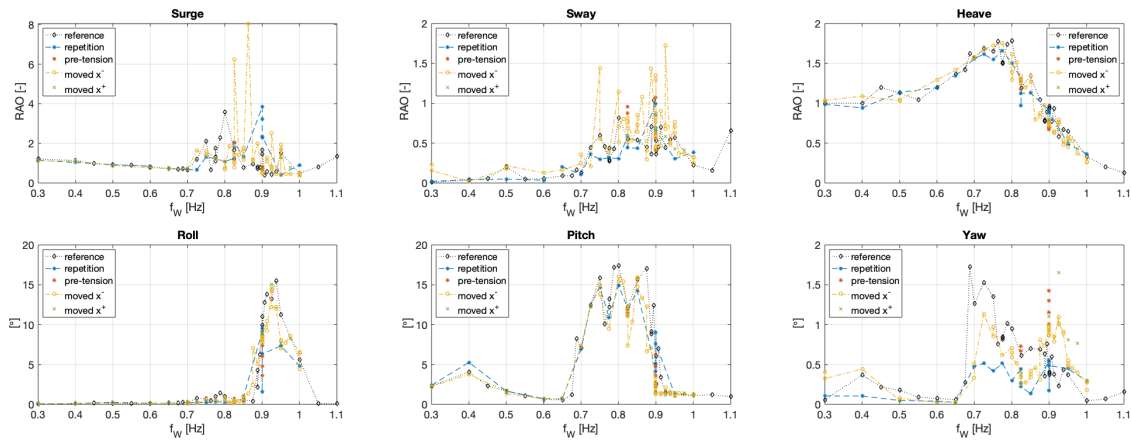 Surge
8
6
4
2
0
RAO [-]
reference
repetition
pre-tension
moved x⁻
moved x⁺
0.3 0.4 0.5 0.6 0.7 0.8 0.9 1 1.1
f_W [Hz]
Sway
2
1.5
1
0.5
0
RAO [-]
reference
repetition
pre-tension
moved x⁻
moved x⁺
0.3 0.4 0.5 0.6 0.7 0.8 0.9 1 1.1
f_W [Hz]
Heave
2
1.5
1
0.5
0
RAO [-]
reference
repetition
pre-tension
moved x⁻
moved x⁺
0.3 0.4 0.5 0.6 0.7 0.8 0.9 1 1.1
f_W [Hz]
Roll
20
15
10
5
0
[°]
reference
repetition
pre-tension
moved x⁻
moved x⁺
0.3 0.4 0.5 0.6 0.7 0.8 0.9 1 1.1
f_W [Hz]
Pitch
20
15
10
5
0
[°]
reference
repetition
pre-tension
moved x⁻
moved x⁺
0.3 0.4 0.5 0.6 0.7 0.8 0.9 1 1.1
f_W [Hz]
Yaw
2
1.5
1
0.5
0
[°]
reference
repetition
pre-tension
moved x⁻
moved x⁺
0.3 0.4 0.5 0.6 0.7 0.8 0.9 1 1.1
f_W [Hz]